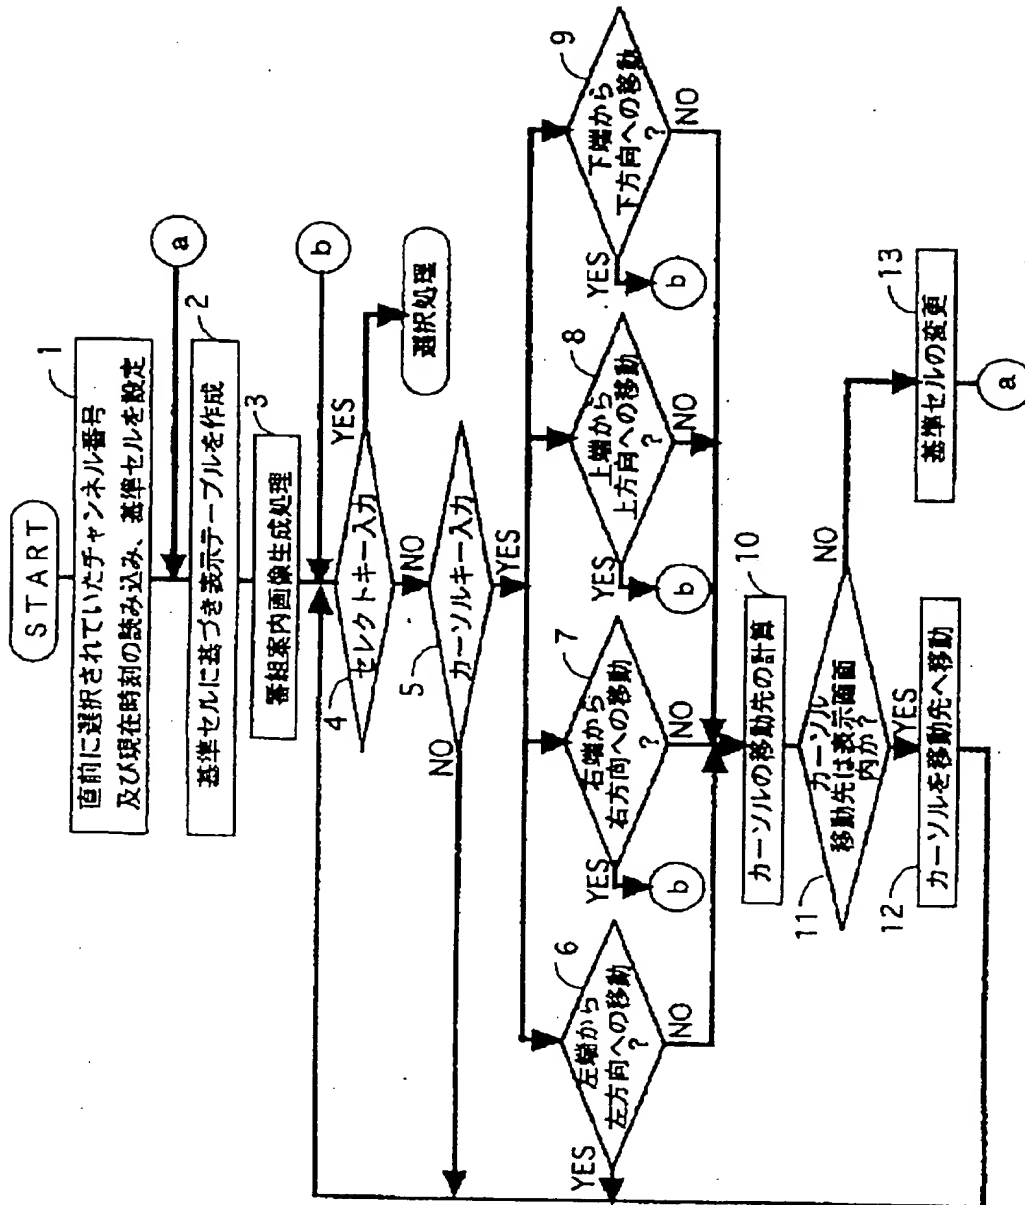 START
1
直前に選択されていたチャンネル番号
及び現在時刻の読み込み、基準セルを設定
a
2
基準セルに基づき表示テーブルを作成
3
番組案内画像生成処理
b
4
セレクトキー入力
YES
選択処理
NO
5
カーソルキー入力
NO
YES
6
左端から
左方向への移動
?
YES
NO
7
右端から
右方向への移動
?
YES
b
NO
8
上端から
上方向への移動
?
YES
b
NO
9
下端から
下方向への移動
?
YES
b
NO
10
カーソルの移動先の計算
11
カーソル
移動先は表示画面
内か?
NO
YES
12
カーソルを移動先へ移動
13
基準セルの変更
a